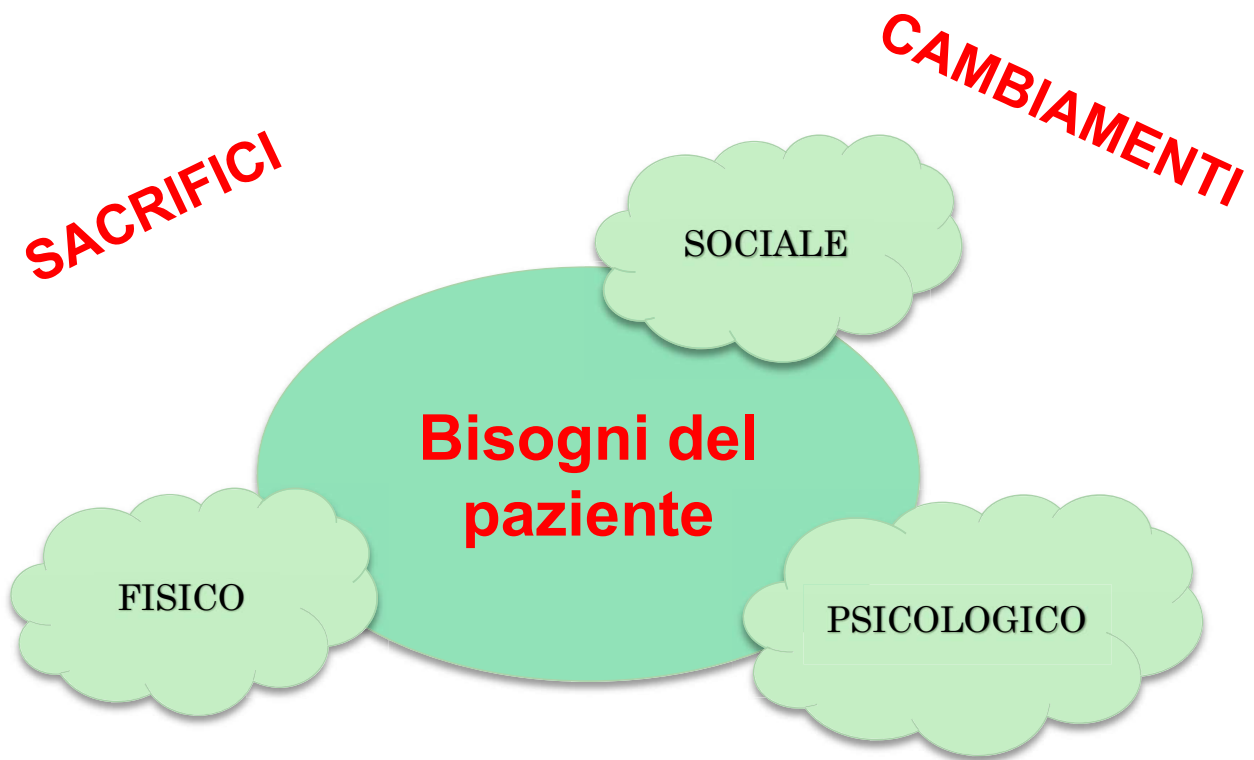 CAMBIAMENTI
SACRIFICI
SOCIALE
Bisogni del
paziente
FISICO
PSICOLOGICO